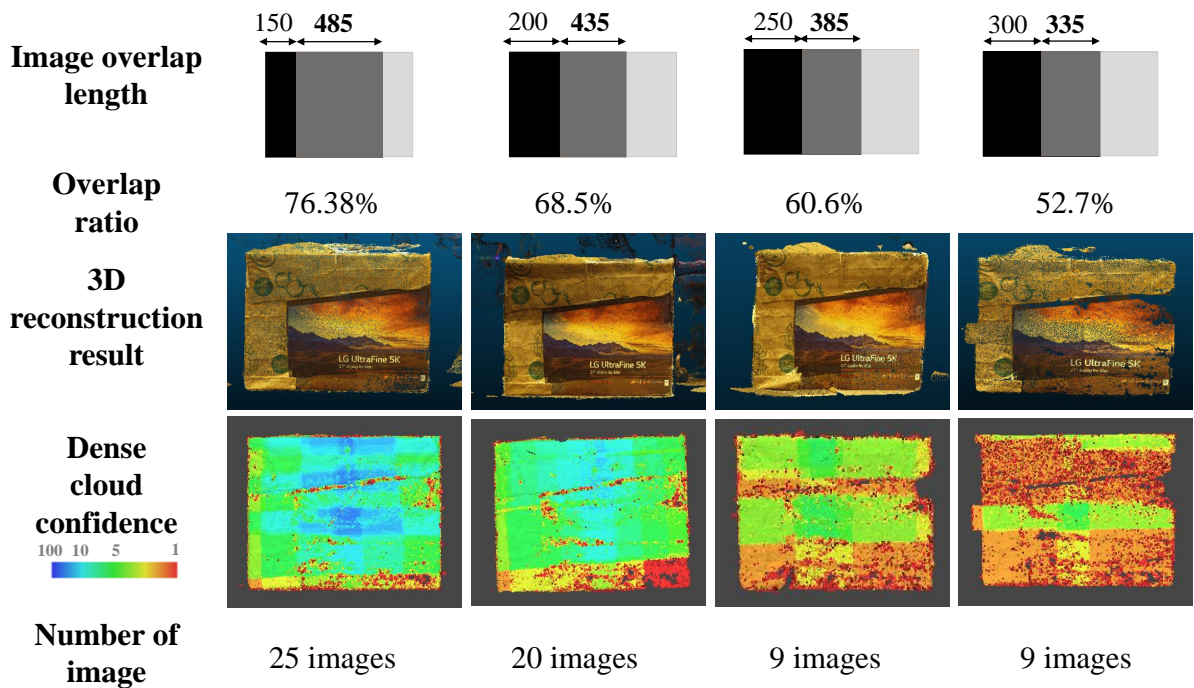 150 485 200 435 250 385 300 335
Image overlap
length
Overlap
ratio
76.38% 68.5% 60.6% 52.7%
3D
reconstruction
result
LG UltraFine 5K
LG UltraFine 5K
LG UltraFine 5K
LG UltraFine 5K
Dense
cloud
confidence
100 10 5 1
Number of
image
25 images 20 images 9 images 9 images